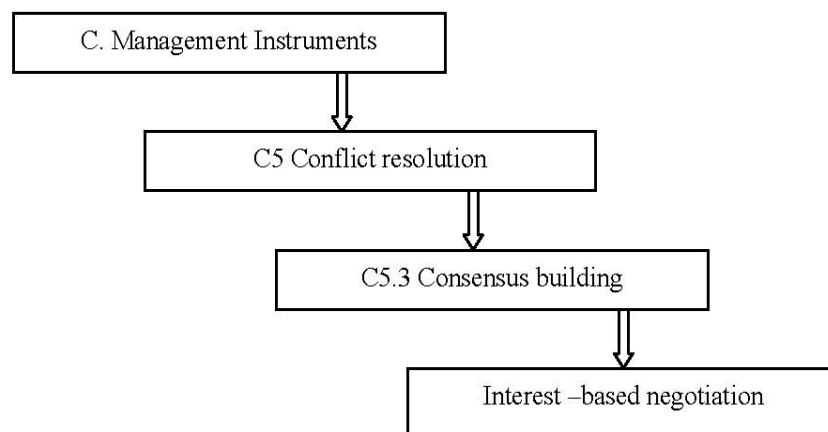 C. Management Instruments
C5 Conflict resolution
C5.3 Consensus building
Interest –based negotiation